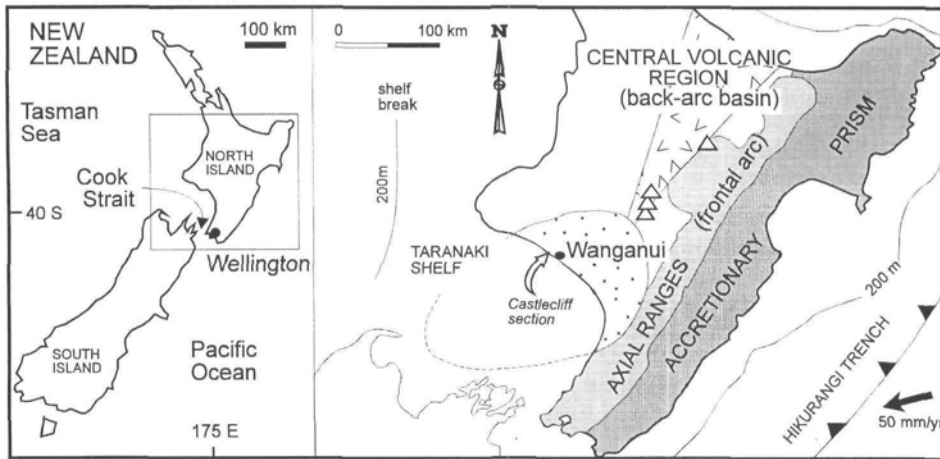 NEW
ZEALAND
100 km
Tasman
Sea
NORTH
ISLAND
Cook
Strait
40 S
Wellington
SOUTH
ISLAND
Pacific
Ocean
175 E
0
100 km
N
shelf
break
200m
CENTRAL VOLCANIC
REGION
(back-arc basin)
PRISM
(frontal arc)
Wanganui
TARANAKI
SHELF
Castlecliff
section
AXIAL RANGES
ACCRETIONARY
200 m
HIKURANGI TRENCH
50 mm/yr